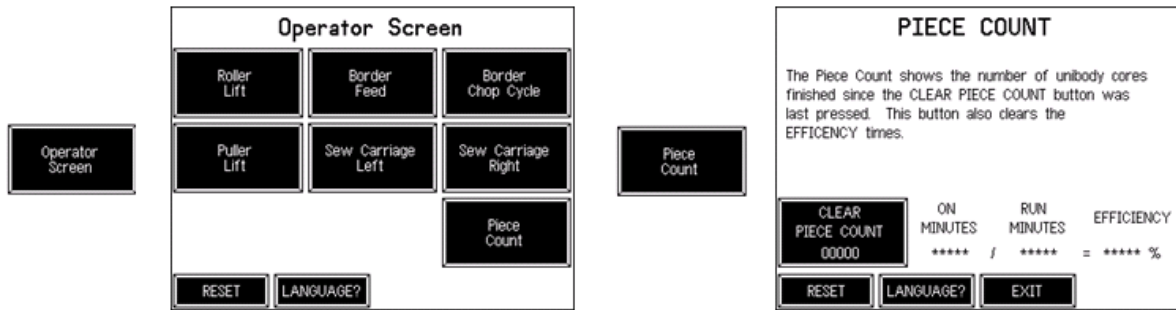 Operator
Screen
Operator Screen
Roller
Lift
Border
Feed
Border
Chop Cycle
Puller
Lift
Sew Carriage
Left
Sew Carriage
Right
Piece
Count
RESET
LANGUAGE?
Piece
Count
PIECE COUNT
The Piece Count shows the number of unibody cores
finished since the CLEAR PIECE COUNT button was
last pressed. This button also clears the
EFFICENCY times.
CLEAR
PIECE COUNT
00000
ON
MINUTES
RUN
MINUTES
EFFICIENCY
***** / ***** = ***** %
RESET
LANGUAGE?
EXIT